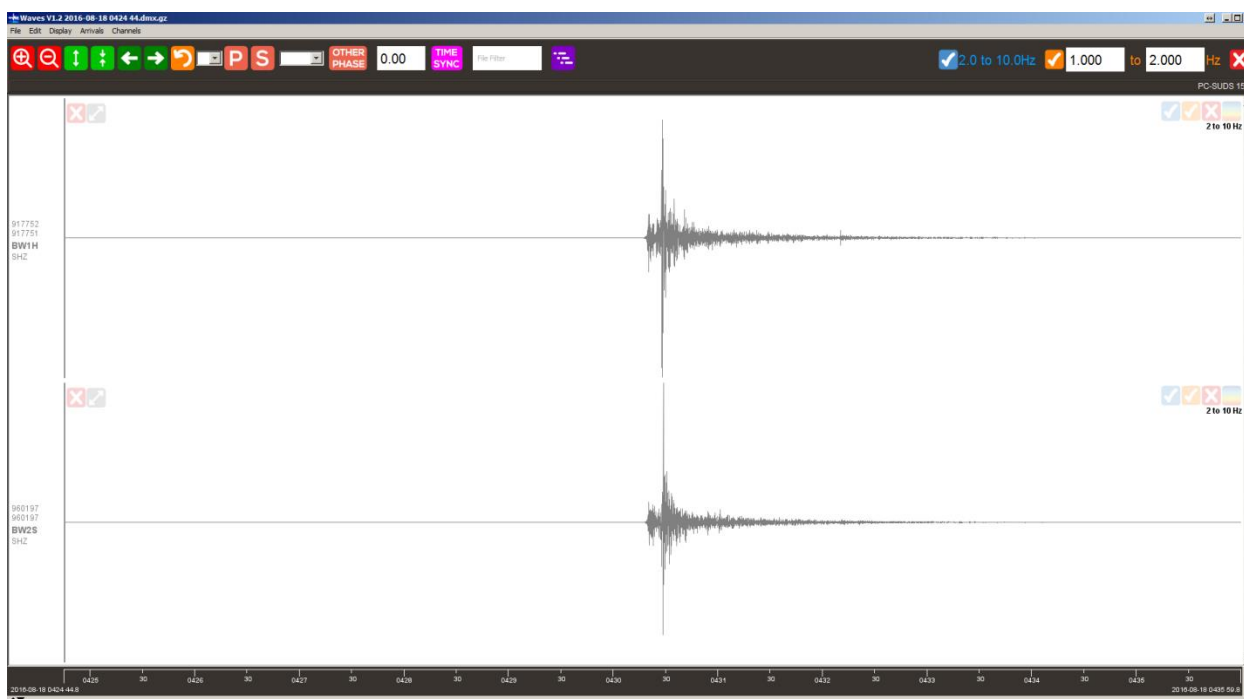 Waves V1.2 2016-08-18 0424 44.dmx.gz
File Edit Display Arrivals Channels
P S OTHER PHASE 0.00 TIME SYNC File Filter 2.0 to 10.0Hz 1.000 to 2.000 Hz
PC-SUDS 15
2 to 10 Hz
917752
917751
BW1H
SHZ
2 to 10 Hz
960197
960197
BW2S
SHZ
0425 30 0426 30 0427 30 0428 30 0429 30 0430 30 0431 30 0432 30 0433 30 0434 30 0435 30
2016-08-18 0424 44.8 2016-08-18 0435 59.8